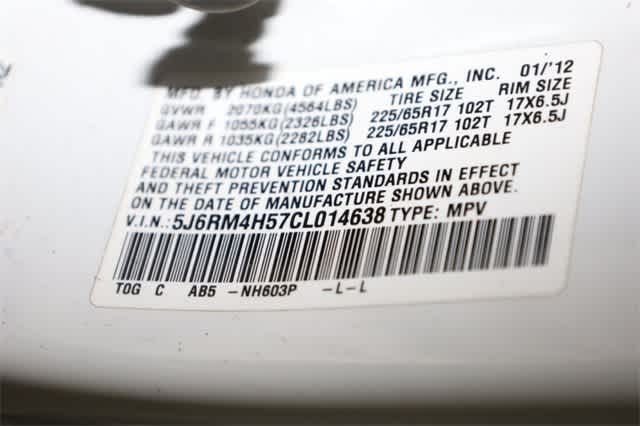 MFD. BY HONDA OF AMERICA MFG., INC. 01/'12
GVWR 2070KG(4564LBS) TIRE SIZE RIM SIZE
GAWR F 1055KG(2326LBS) 225/65R17 102T 17X6.5J
GAWR R 1035KG(2282LBS) 225/65R17 102T 17X6.5J
THIS VEHICLE CONFORMS TO ALL APPLICABLE
FEDERAL MOTOR VEHICLE SAFETY
AND THEFT PREVENTION STANDARDS IN EFFECT
ON THE DATE OF MANUFACTURE SHOWN ABOVE.
V.I.N.:5J6RM4H57CL014638 TYPE: MPV
T0G C AB5 -NH603P -L-L